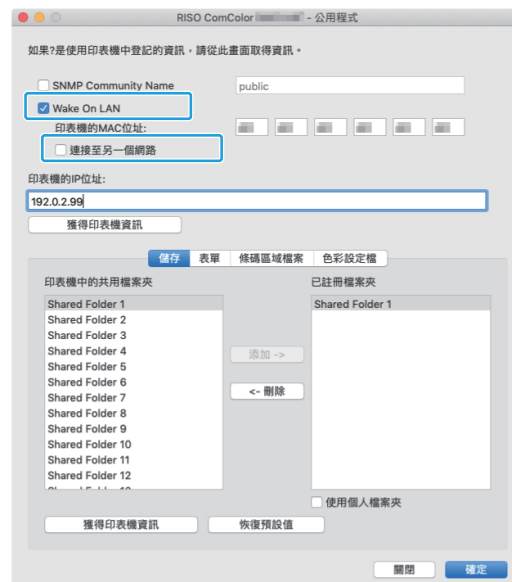 RISO ComColor - 公用程式
如果?是使用印表機中登記的資訊，請從此畫面取得資訊。
SNMP Community Name
public
Wake On LAN
印表機的MAC位址:
連接至另一個網路
印表機的IP位址:
192.0.2.99
獲得印表機資訊
儲存 表單 條碼區域檔案 色彩設定檔
印表機中的共用檔案夾
已註冊檔案夾
Shared Folder 1
Shared Folder 2
Shared Folder 3
Shared Folder 4
Shared Folder 5
Shared Folder 6
Shared Folder 7
Shared Folder 8
Shared Folder 9
Shared Folder 10
Shared Folder 11
Shared Folder 12
添加 ->
<- 刪除
Shared Folder 1
使用個人檔案夾
獲得印表機資訊
恢復預設值
關閉
確定